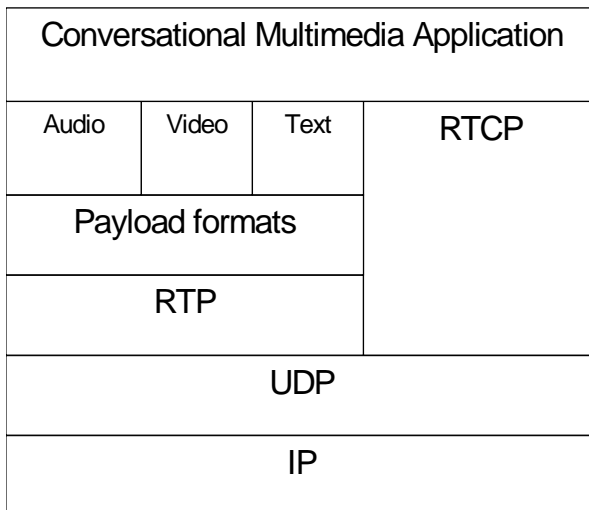 Conversational Multimedia Application
Audio
Video
Text
RTCP
Payload formats
RTP
UDP
IP